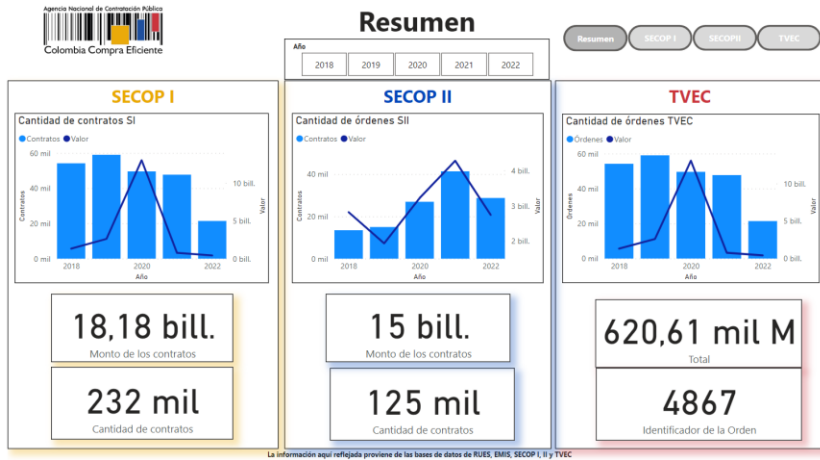 Agencia Nacional de Contratación Pública
Colombia Compra Eficiente
Resumen
Año
2018 2019 2020 2021 2022
Resumen SECOP I SECOPII TVEC
SECOP I
Cantidad de contratos SI
Contratos Valor
60 mil
40 mil
20 mil
0 mil
Contratos
10 bill.
5 bill.
0 bill.
Valor
2018 2020 2022
Año
18,18 bill.
Monto de los contratos
232 mil
Cantidad de contratos
SECOP II
Cantidad de órdenes SII
Contratos Valor
40 mil
20 mil
0 mil
Contratos
4 bill.
3 bill.
2 bill.
Valor
2018 2020 2022
Año
15 bill.
Monto de los contratos
125 mil
Cantidad de contratos
TVEC
Cantidad de órdenes TVEC
Órdenes Valor
60 mil
40 mil
20 mil
0 mil
Órdenes
10 bill.
5 bill.
0 bill.
Valor
2018 2020 2022
Año
620,61 mil M
Total
4867
Identificador de la Orden
La información aquí reflejada proviene de las bases de datos de RUES, EMIS, SECOP I, II y TVEC